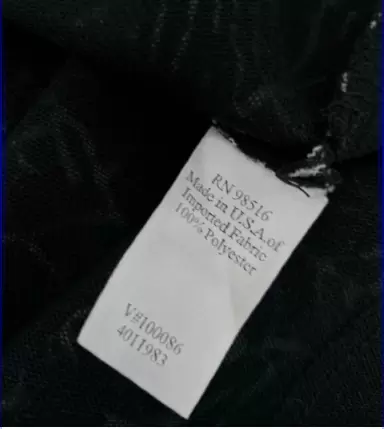 RN 98516
Made in U.S.A. of
Imported Fabric
100% Polyester
V#100086
4011983